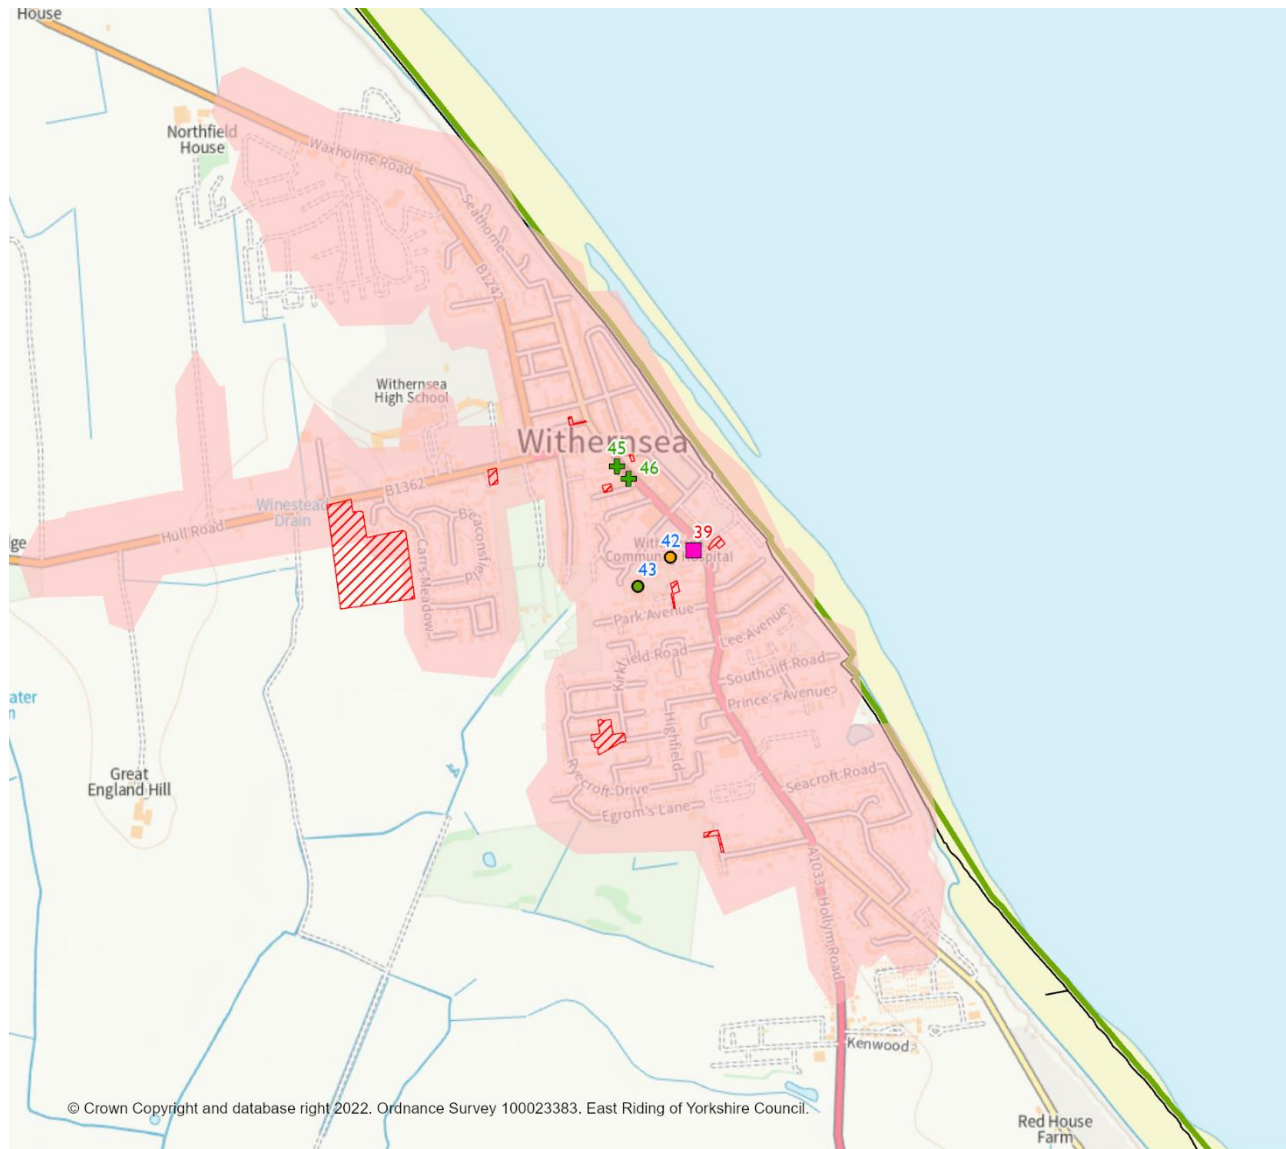 House
Northfield
House
Waxholme Road
Seathorne
B1242
Withernsea
High School
Withernsea
45
46
B1362
Winestead
Drain
Hull Road
ge
Beaconsfield
Carrs Meadow
39
42
Community Hospital
43
Park Avenue
Lee Avenue
Kirkfield Road
Southcliff Road
Prince's Avenue
Highfield
ater
n
Great
England Hill
Seacroft Road
Rycroft Drive
Egrom's Lane
A1033
Hollym Road
Kenwood
© Crown Copyright and database right 2022. Ordnance Survey 100023383. East Riding of Yorkshire Council.
Red House
Farm